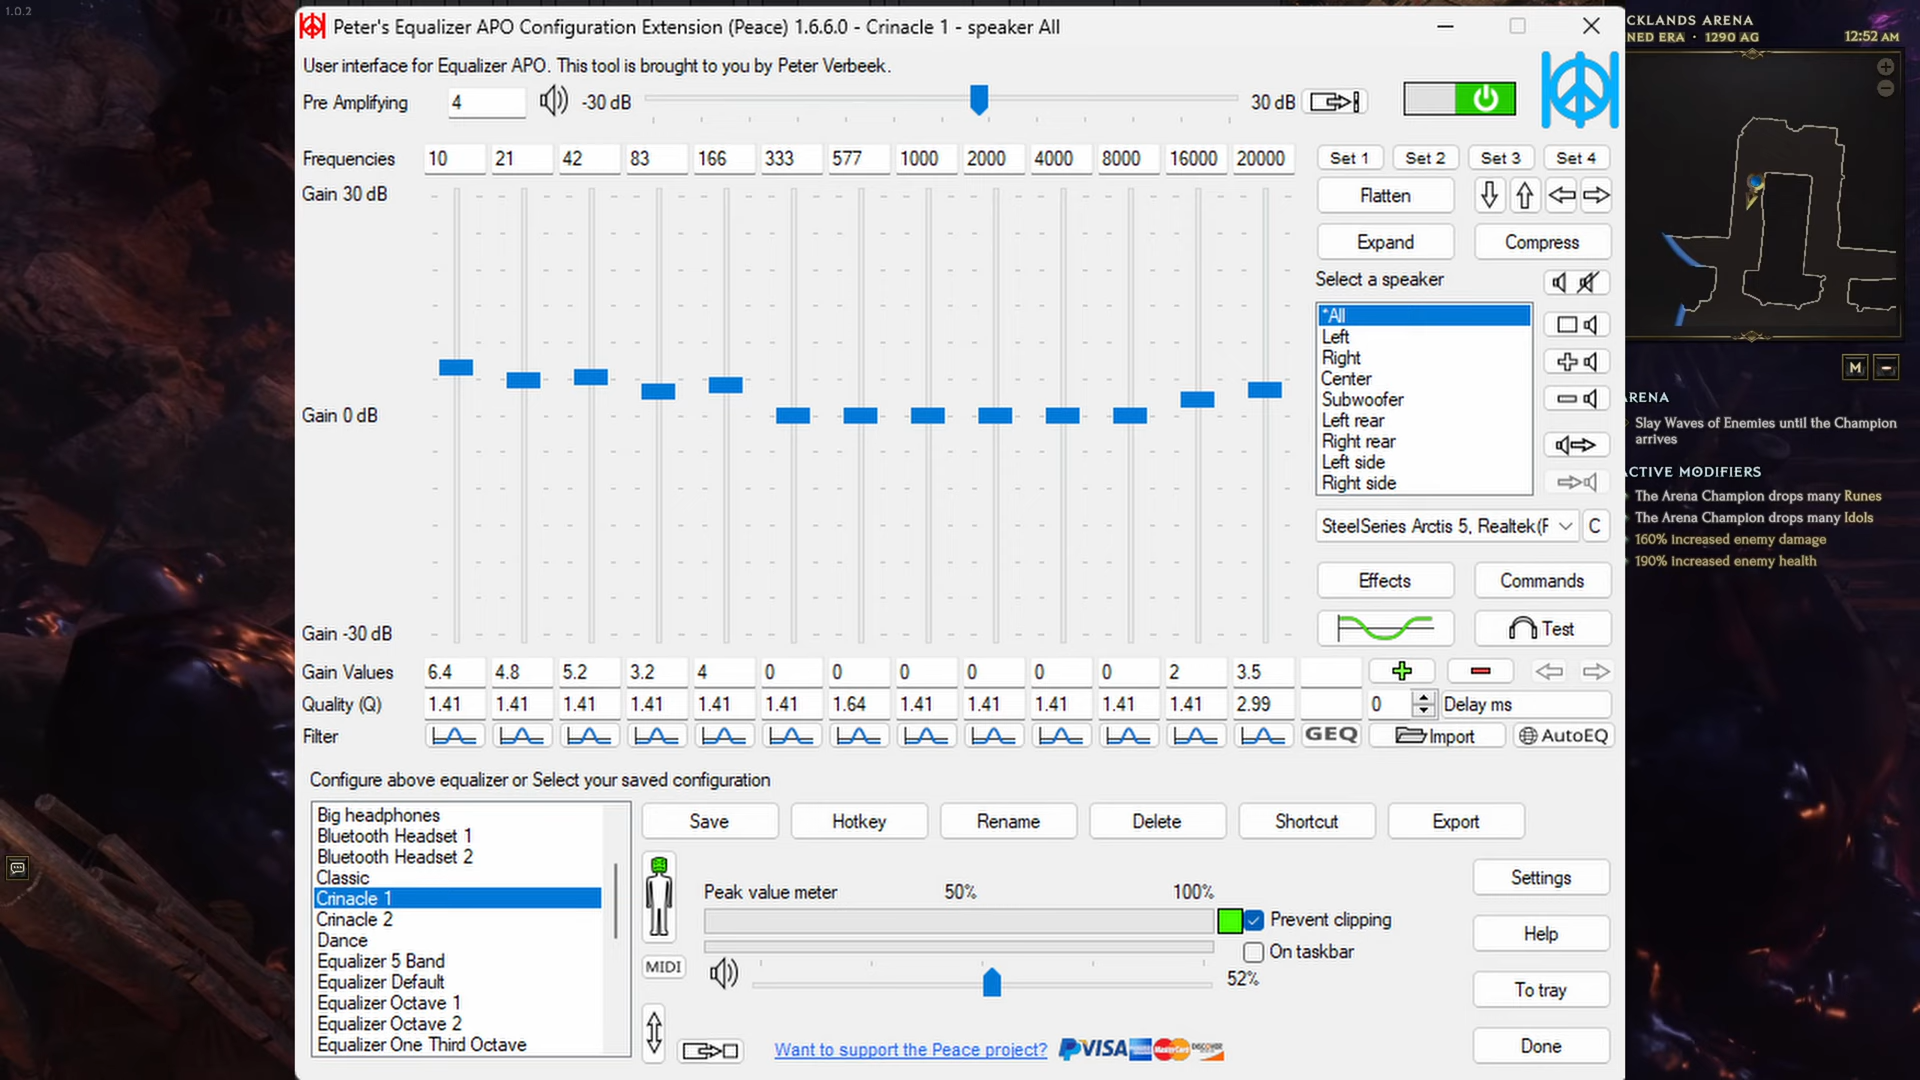 1.0.2
Peter's Equalizer APO Configuration Extension (Peace) 1.6.6.0 - Crinacle 1 - speaker All
User interface for Equalizer APO. This tool is brought to you by Peter Verbeek.
Pre Amplifying 4 -30 dB 30 dB
Frequencies 10 21 42 83 166 333 577 1000 2000 4000 8000 16000 20000
Set 1 Set 2 Set 3 Set 4
Gain 30 dB
Flatten
Expand Compress
Select a speaker
*All
Left
Right
Center
Subwoofer
Left rear
Right rear
Left side
Right side
Gain 0 dB
SteelSeries Arctis 5, Realtek(F C
Effects Commands
Test
Gain -30 dB
Gain Values 6.4 4.8 5.2 3.2 4 0 0 0 0 0 0 2 3.5
Quality (Q) 1.41 1.41 1.41 1.41 1.41 1.41 1.64 1.41 1.41 1.41 1.41 1.41 2.99 0 Delay ms
Filter GEQ Import AutoEQ
Configure above equalizer or Select your saved configuration
Big headphones
Bluetooth Headset 1
Bluetooth Headset 2
Classic
Crinacle 1
Crinacle 2
Dance
Equalizer 5 Band
Equalizer Default
Equalizer Octave 1
Equalizer Octave 2
Equalizer One Third Octave
Save Hotkey Rename Delete Shortcut Export
Peak value meter 50% 100%
Prevent clipping
On taskbar
MIDI
52%
Settings
Help
To tray
Done
Want to support the Peace project? PayPal VISA MasterCard DISCOVER
CKLANDS ARENA
NED ERA · 1290 AG 12:52 AM
M
ARENA
Slay Waves of Enemies until the Champion
arrives
ACTIVE MODIFIERS
The Arena Champion drops many Runes
The Arena Champion drops many Idols
160% Increased enemy damage
190% Increased enemy health